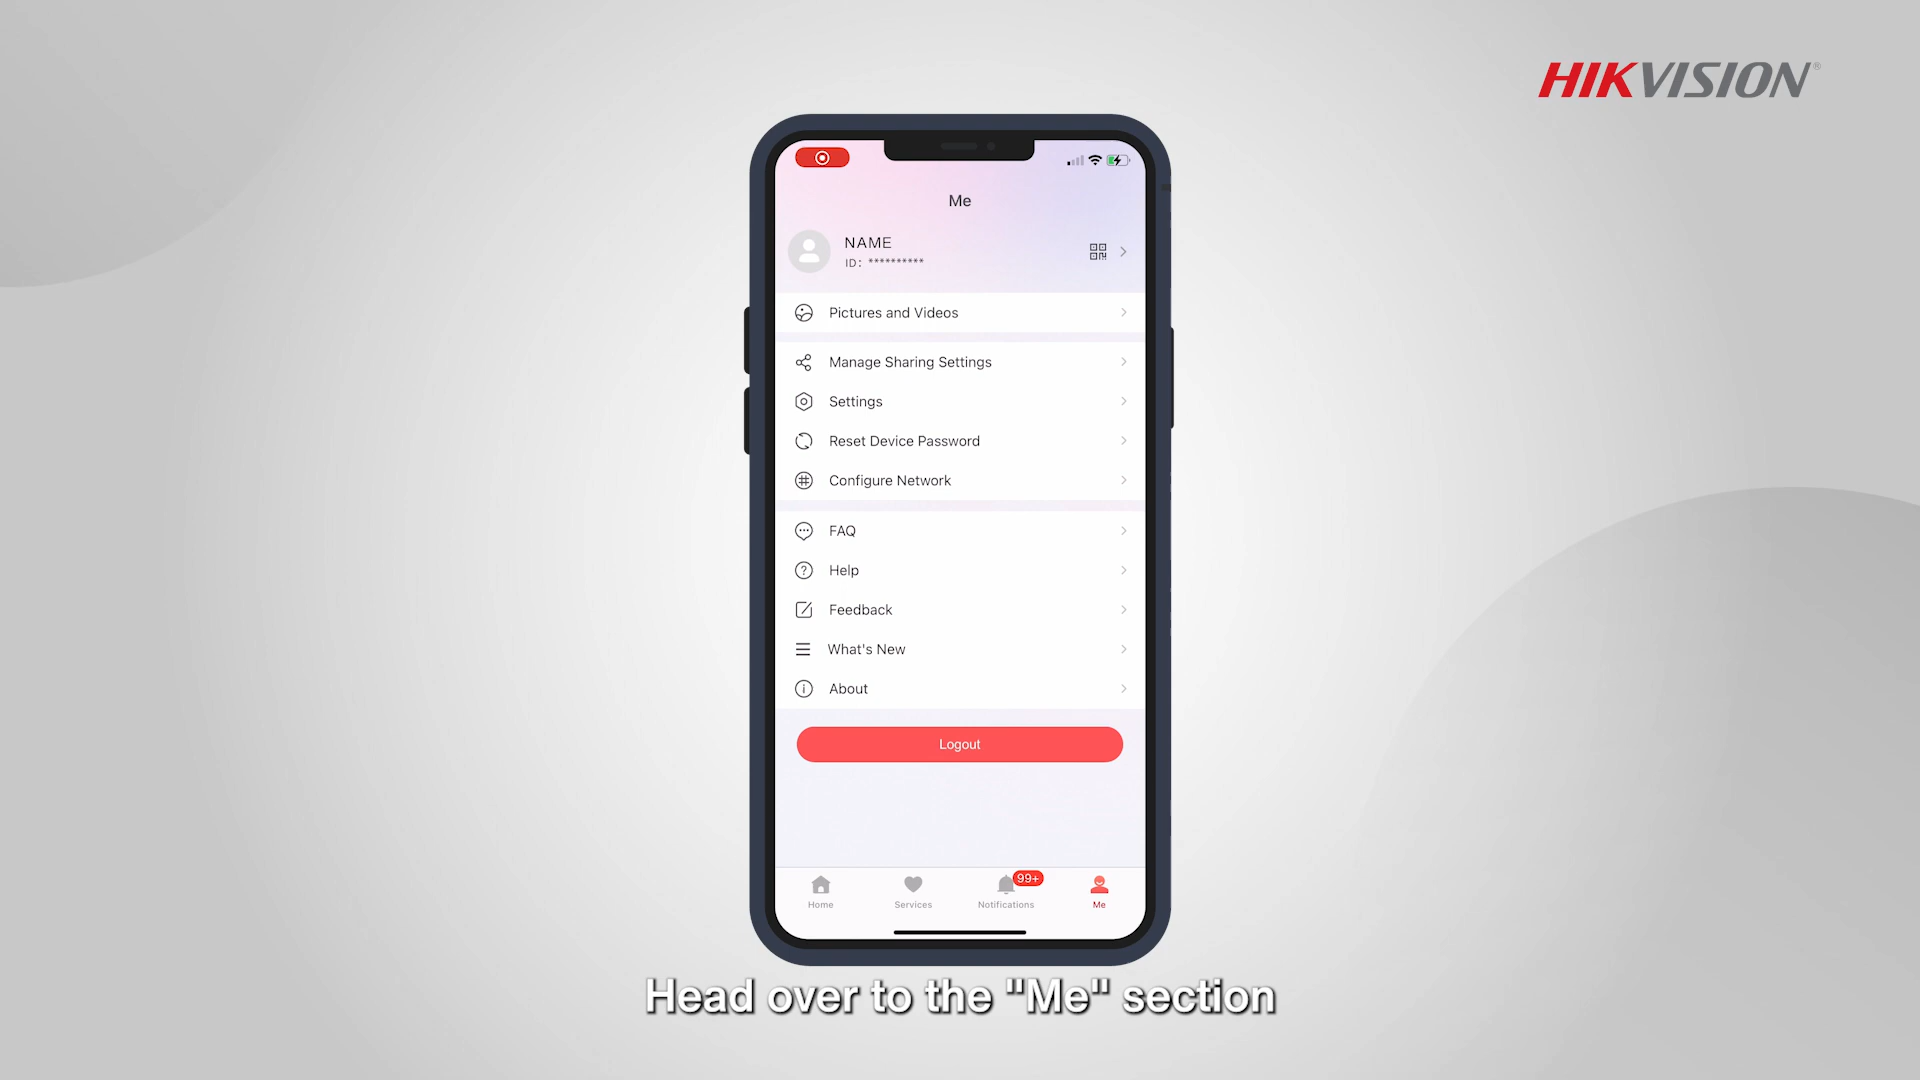 HIKVISION®
Me
NAME
ID: **********
Pictures and Videos
Manage Sharing Settings
Settings
Reset Device Password
Configure Network
FAQ
Help
Feedback
What's New
About
Logout
99+
Home
Services
Notifications
Me
Head over to the "Me" section